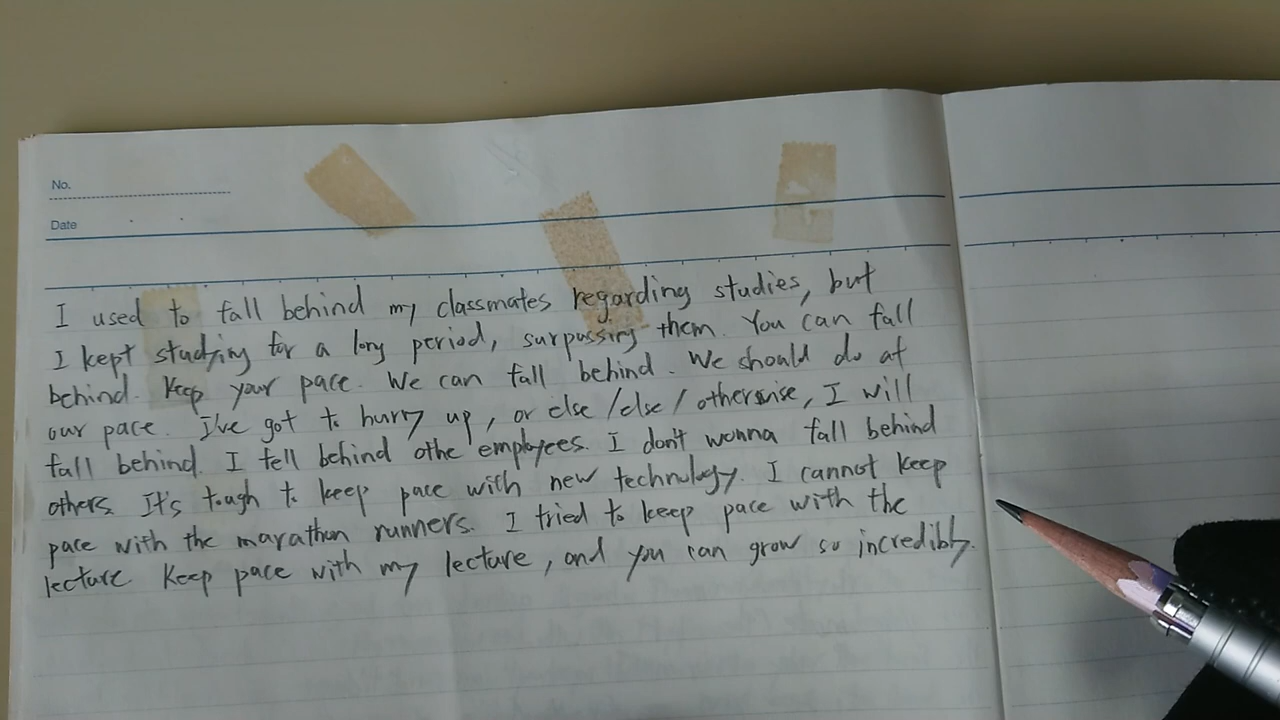 No.
Date
I used to fall behind my classmates regarding studies, but
I kept studying for a long period, surpassing them. You can fall
behind. Keep your pace. We can fall behind. We should do at
our pace. I've got to hurry up, or else / else / otherwise, I will
fall behind. I fell behind othe employees. I don't wanna fall behind
others. It's tough to keep pace with new technology. I cannot keep
pace with the marathon runners. I tried to keep pace with the
lecture. Keep pace with my lecture, and you can grow so incredibly.